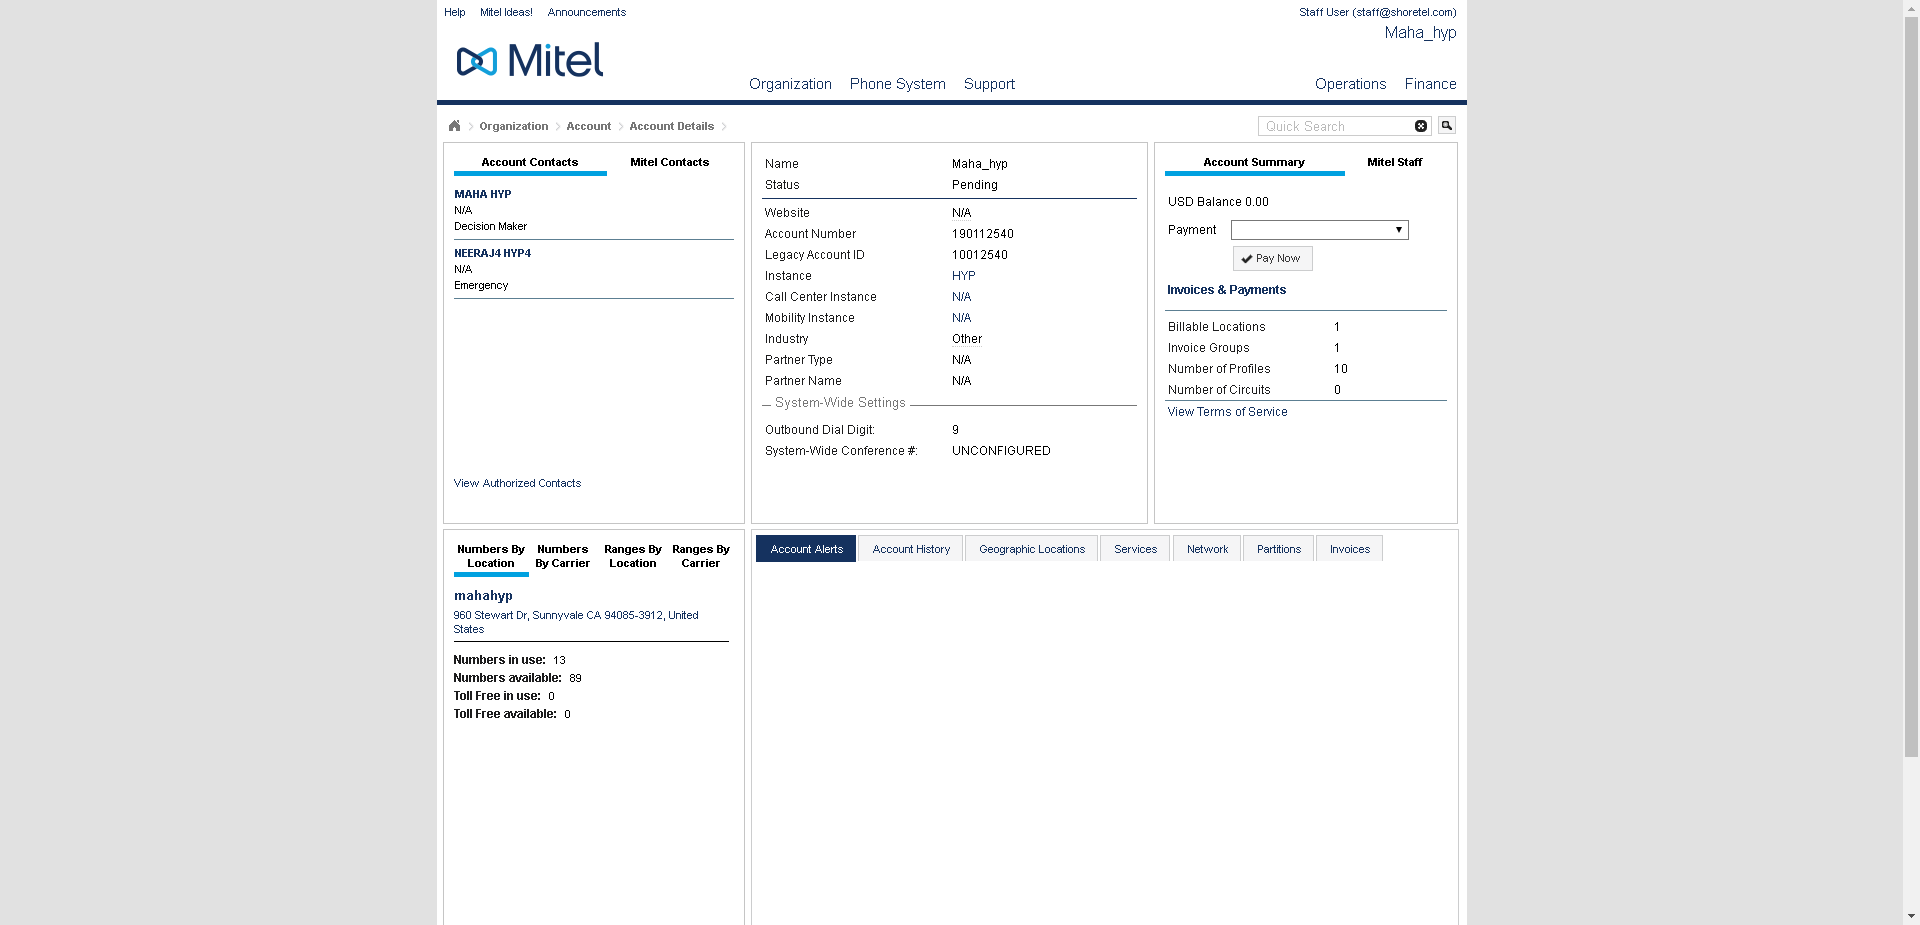 Help Mitel Ideas! Announcements
Staff User (staff@shoretel.com)
Maha_hyp
Mitel
Organization Phone System Support
Operations Finance
Organization Account Account Details
Quick Search
Account Contacts Mitel Contacts
MAHA HYP
N/A
Decision Maker
NEERAJ4 HYP4
N/A
Emergency
View Authorized Contacts
Name Maha_hyp
Status Pending
Website N/A
Account Number 190112540
Legacy Account ID 10012540
Instance HYP
Call Center Instance N/A
Mobility Instance N/A
Industry Other
Partner Type N/A
Partner Name N/A
System-Wide Settings
Outbound Dial Digit: 9
System-Wide Conference #: UNCONFIGURED
Account Summary Mitel Staff
USD Balance 0.00
Payment
Pay Now
Invoices & Payments
Billable Locations 1
Invoice Groups 1
Number of Profiles 10
Number of Circuits 0
View Terms of Service
Numbers By Location Numbers By Carrier Ranges By Location Ranges By Carrier
mahahyp
960 Stewart Dr, Sunnyvale CA 94085-3912, United
States
Numbers in use: 13
Numbers available: 89
Toll Free in use: 0
Toll Free available: 0
Account Alerts Account History Geographic Locations Services Network Partitions Invoices